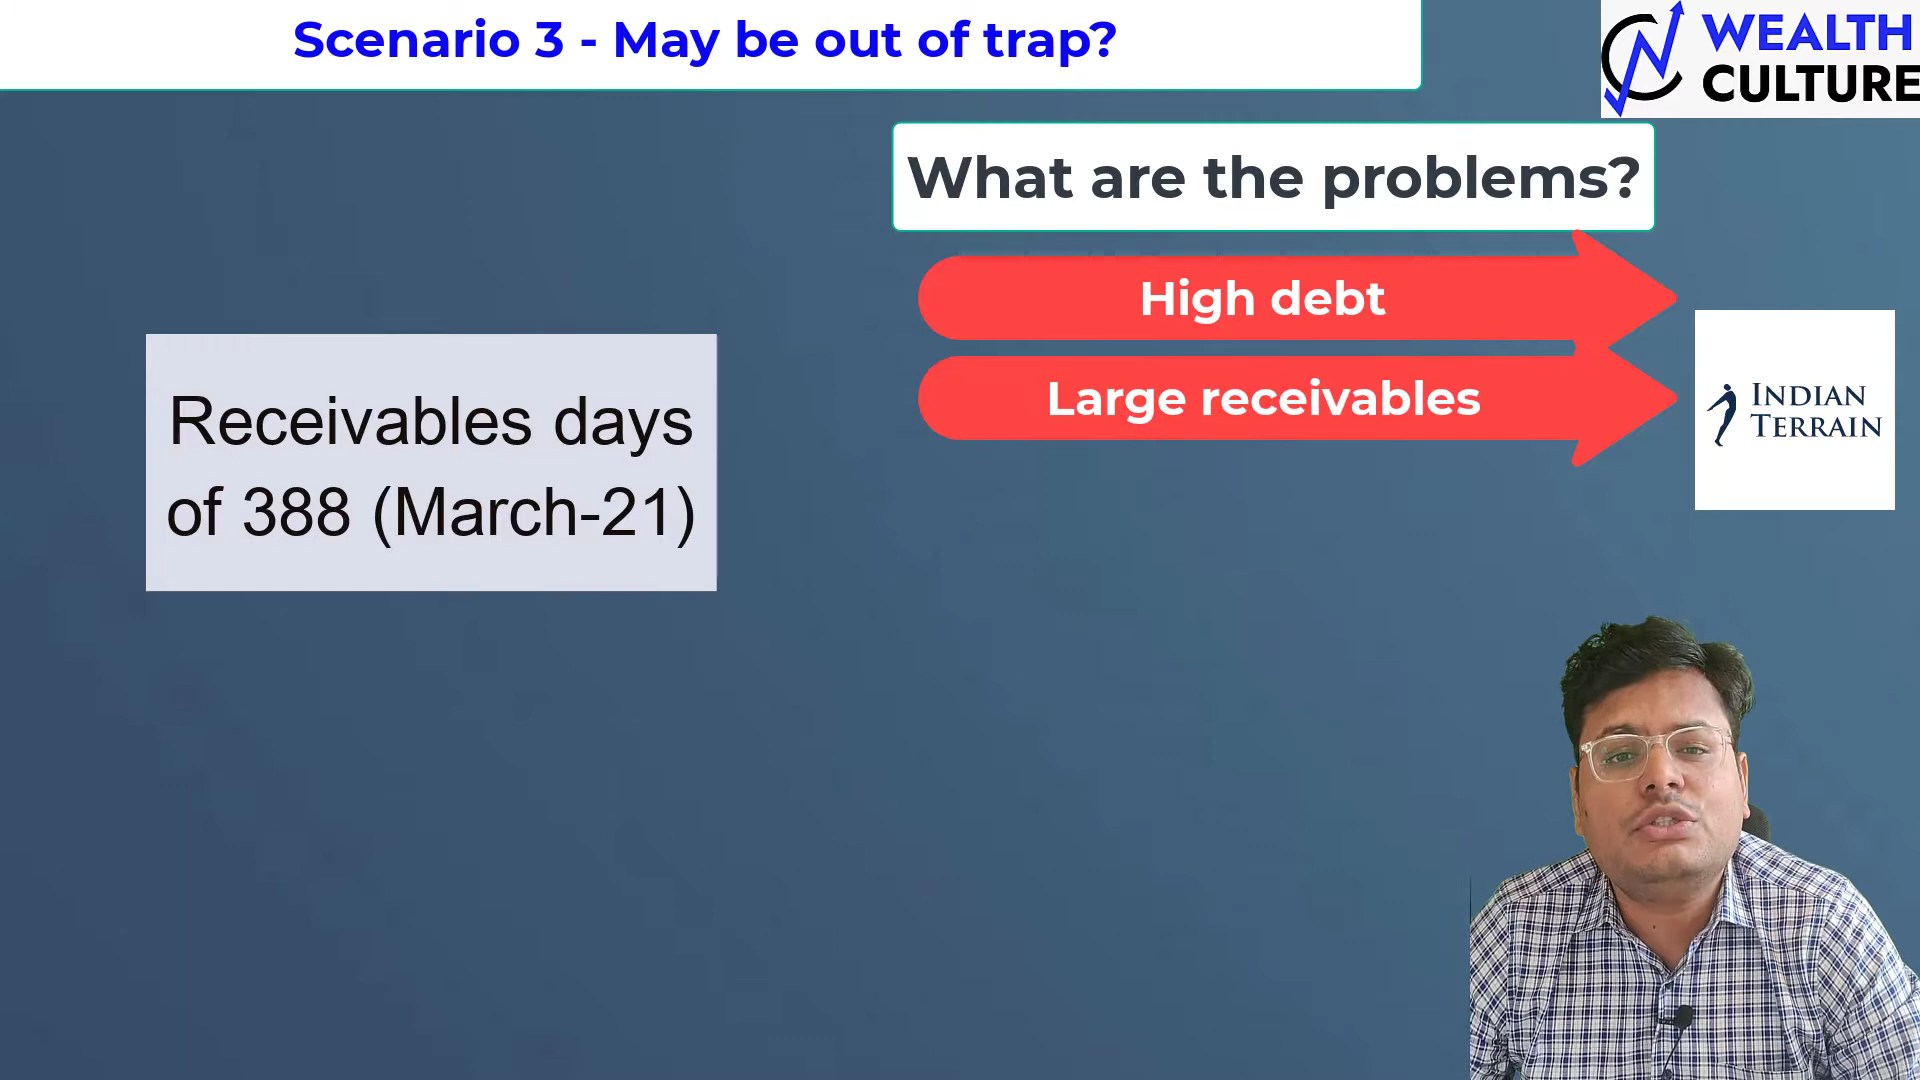 Scenario 3 - May be out of trap?
WEALTH
CULTURE
What are the problems?
High debt
Large receivables
INDIAN
TERRAIN
Receivables days
of 388 (March-21)